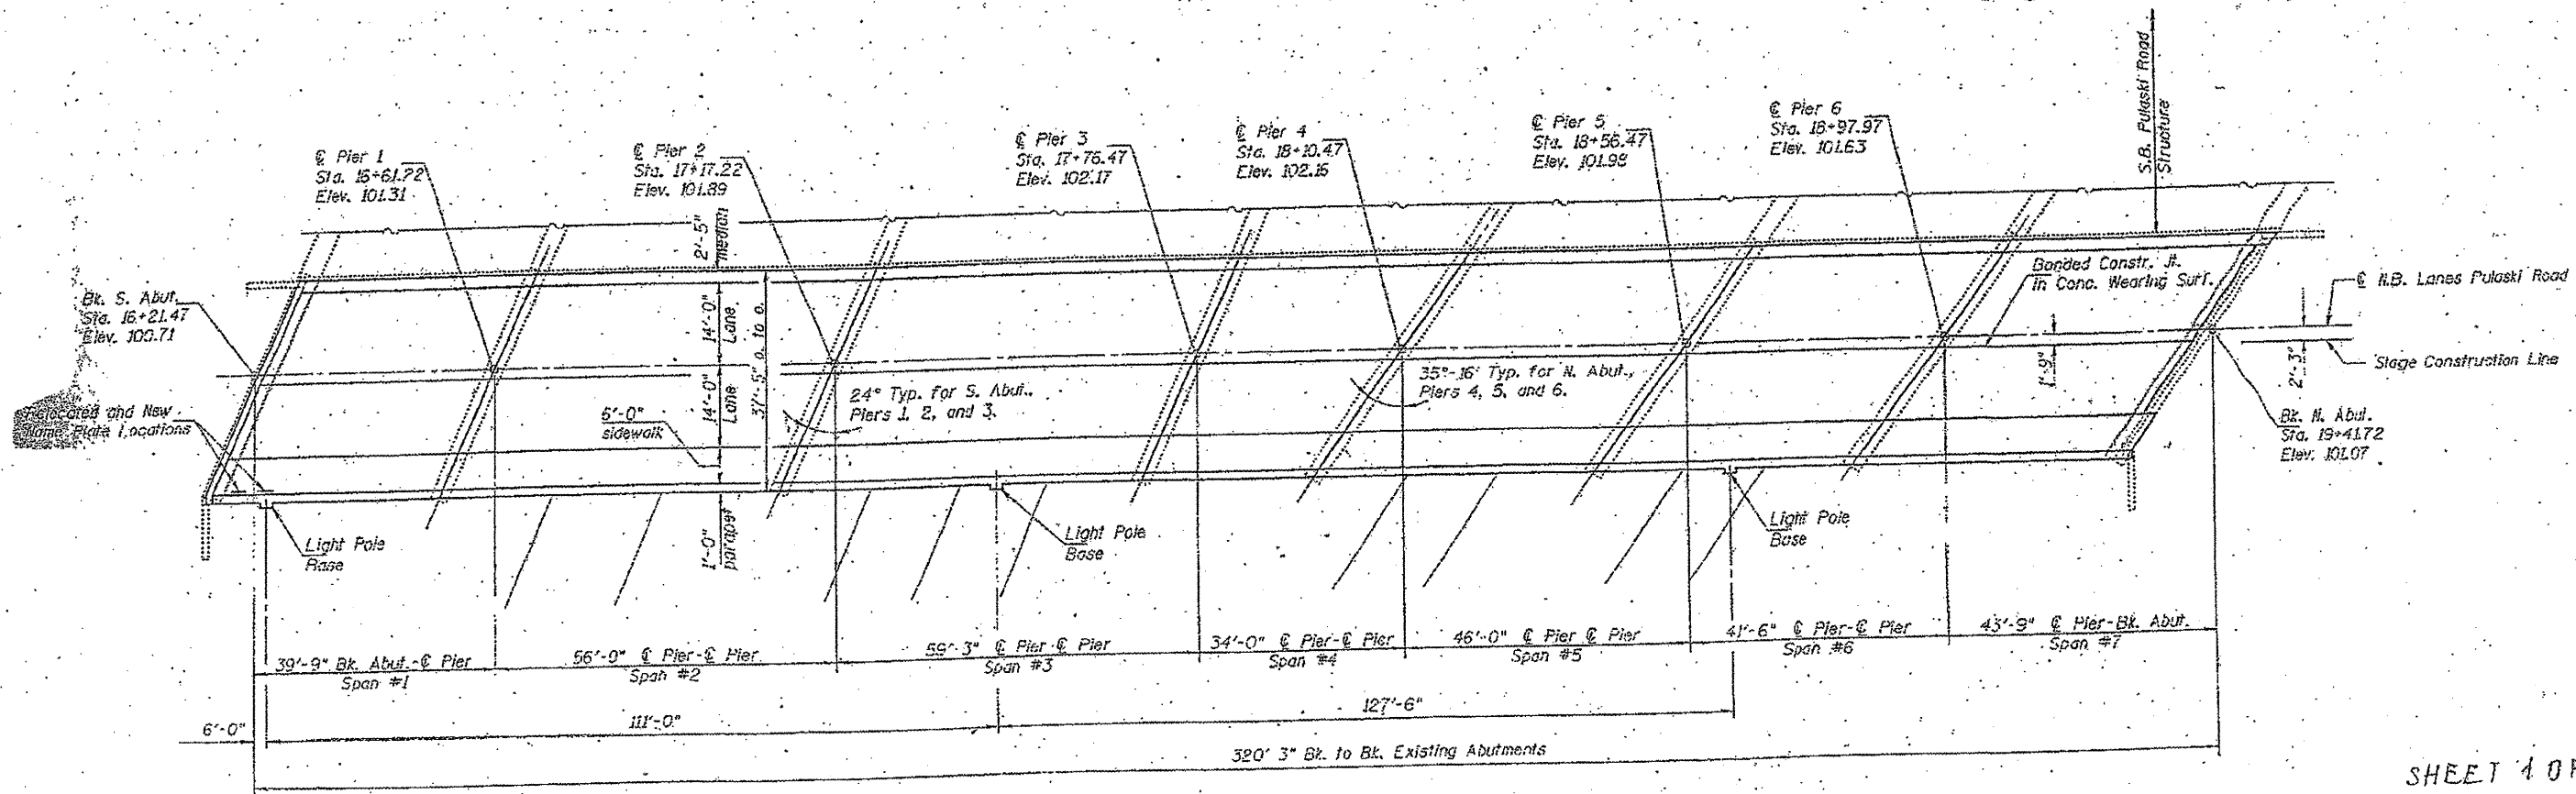 S.B. Pulaski Road
Structure
℄ Pier 1
Sta. 16+61.22
Elev. 101.31
℄ Pier 2
Sta. 17+17.22
Elev. 101.89
℄ Pier 3
Sta. 17+76.47
Elev. 102.17
℄ Pier 4
Sta. 18+10.47
Elev. 102.16
℄ Pier 5
Sta. 18+56.47
Elev. 101.98
℄ Pier 6
Sta. 18+97.97
Elev. 101.63
2'-5"
median
Bk. S. Abut.
Sta. 16+21.47
Elev. 100.71
14'-0"
Lane
14'-0"
Lane
37'-5" o. to o.
Bonded Constr. Jt.
in Conc. Wearing Surf.
℄ N.B. Lanes Pulaski Road
1'-9"
2'-3"
Stage Construction Line
Relocated and New
Name Plate Locations
5'-0"
sidewalk
24° Typ. for S. Abut.,
Piers 1, 2, and 3.
35°-16' Typ. for N. Abut.,
Piers 4, 5, and 6.
Bk. N. Abut.
Sta. 19+41.72
Elev. 101.07
Light Pole
Base
1'-0"
parapet
Light Pole
Base
Light Pole
Base
39'-9" Bk. Abut.-℄ Pier
Span #1
56'-0" ℄ Pier-℄ Pier
Span #2
59'-3" ℄ Pier-℄ Pier
Span #3
34'-0" ℄ Pier-℄ Pier
Span #4
46'-0" ℄ Pier ℄ Pier
Span #5
41'-6" ℄ Pier-℄ Pier
Span #6
43'-9" ℄ Pier-Bk. Abut.
Span #7
6'-0"
111'-0"
127'-6"
320' 3" Bk. to Bk. Existing Abutments
SHEET 1 OF